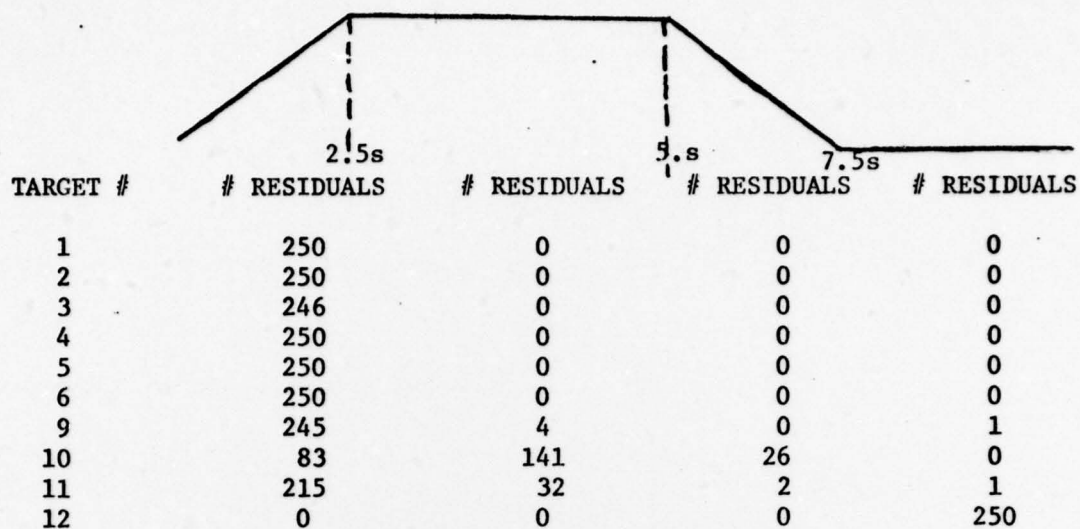 2.5s 5.s 7.5s
TARGET # # RESIDUALS # RESIDUALS # RESIDUALS # RESIDUALS
1 250 0 0 0
2 250 0 0 0
3 246 0 0 0
4 250 0 0 0
5 250 0 0 0
6 250 0 0 0
9 245 4 0 1
10 83 141 26 0
11 215 32 2 1
12 0 0 0 250